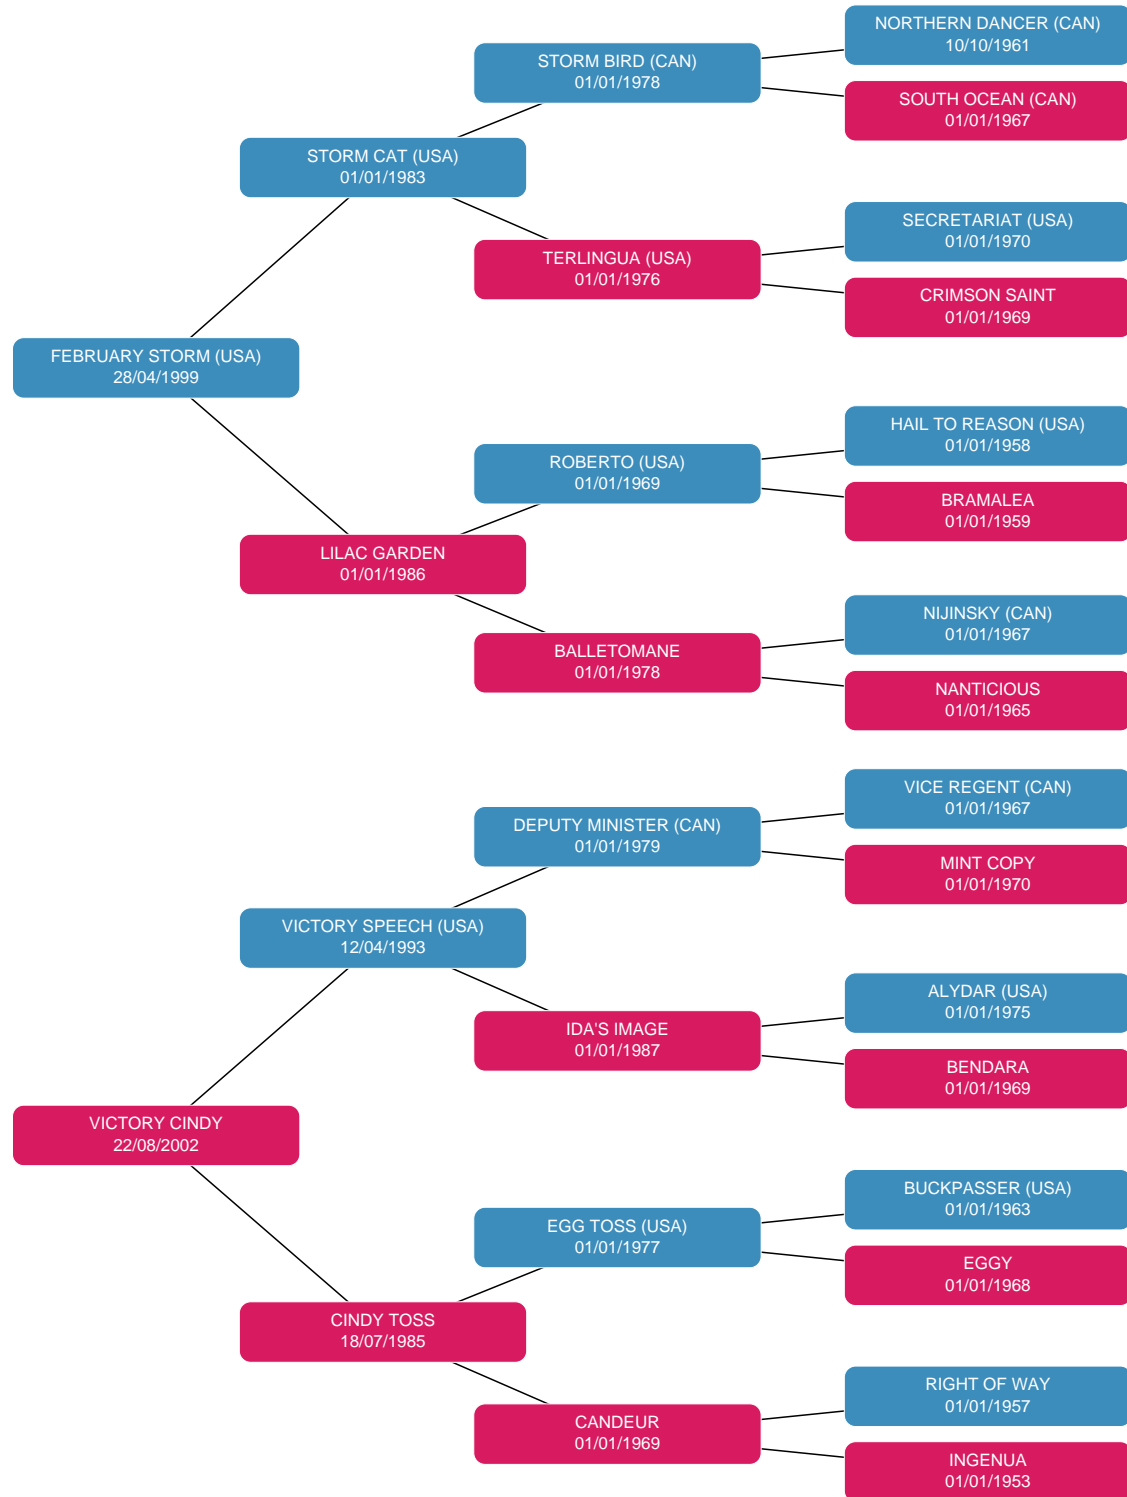 NORTHERN DANCER (CAN)
10/10/1961
STORM BIRD (CAN)
01/01/1978
SOUTH OCEAN (CAN)
01/01/1967
STORM CAT (USA)
01/01/1983
SECRETARIAT (USA)
01/01/1970
TERLINGUA (USA)
01/01/1976
CRIMSON SAINT
01/01/1969
FEBRUARY STORM (USA)
28/04/1999
HAIL TO REASON (USA)
01/01/1958
ROBERTO (USA)
01/01/1969
BRAMALEA
01/01/1959
LILAC GARDEN
01/01/1986
NIJINSKY (CAN)
01/01/1967
BALLETOMANE
01/01/1978
NANTICIOUS
01/01/1965
VICE REGENT (CAN)
01/01/1967
DEPUTY MINISTER (CAN)
01/01/1979
MINT COPY
01/01/1970
VICTORY SPEECH (USA)
12/04/1993
ALYDAR (USA)
01/01/1975
IDA'S IMAGE
01/01/1987
BENDARA
01/01/1969
VICTORY CINDY
22/08/2002
BUCKPASSER (USA)
01/01/1963
EGG TOSS (USA)
01/01/1977
EGGY
01/01/1968
CINDY TOSS
18/07/1985
RIGHT OF WAY
01/01/1957
CANDEUR
01/01/1969
INGENUA
01/01/1953